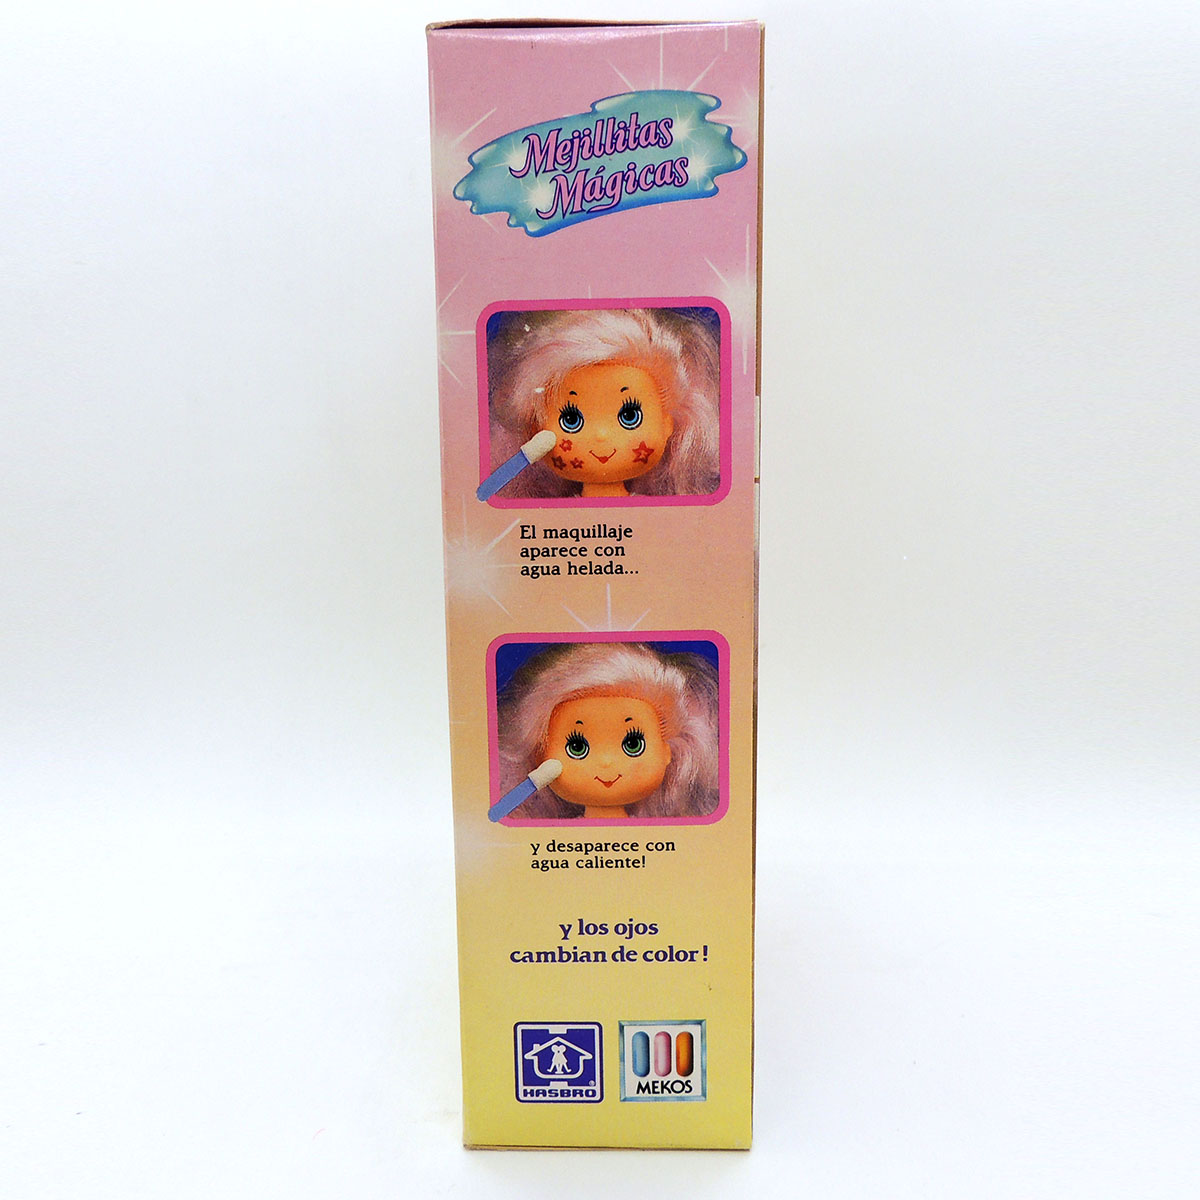 Mejillitas
Mágicas
El maquillaje
aparece con
agua helada...
y desaparece con
agua caliente!
y los ojos
cambian de color!
HASBRO®
MEKOS